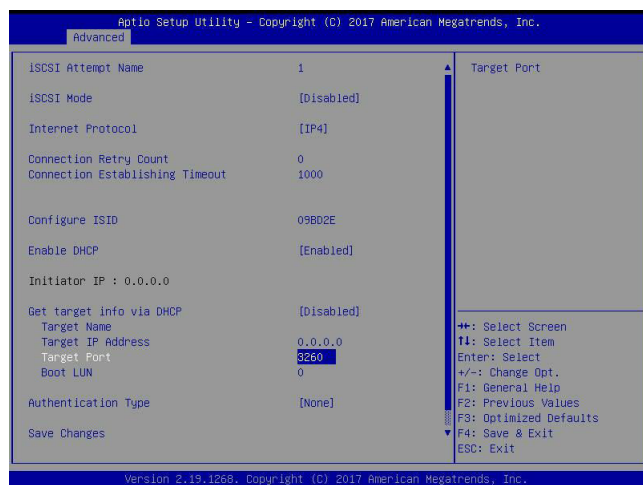 Aptio Setup Utility – Copyright (C) 2017 American Megatrends, Inc.
Advanced
iSCSI Attempt Name 1
iSCSI Mode [Disabled]
Internet Protocol [IP4]
Connection Retry Count 0
Connection Establishing Timeout 1000
Configure ISID 09BD2E
Enable DHCP [Enabled]
Initiator IP : 0.0.0.0
Get target info via DHCP [Disabled]
Target Name
Target IP Address 0.0.0.0
Target Port 3260
Boot LUN 0
Authentication Type [None]
Save Changes
Target Port
→←: Select Screen
↑↓: Select Item
Enter: Select
+/-: Change Opt.
F1: General Help
F2: Previous Values
F3: Optimized Defaults
F4: Save & Exit
ESC: Exit
Version 2.19.1268. Copyright (C) 2017 American Megatrends, Inc.